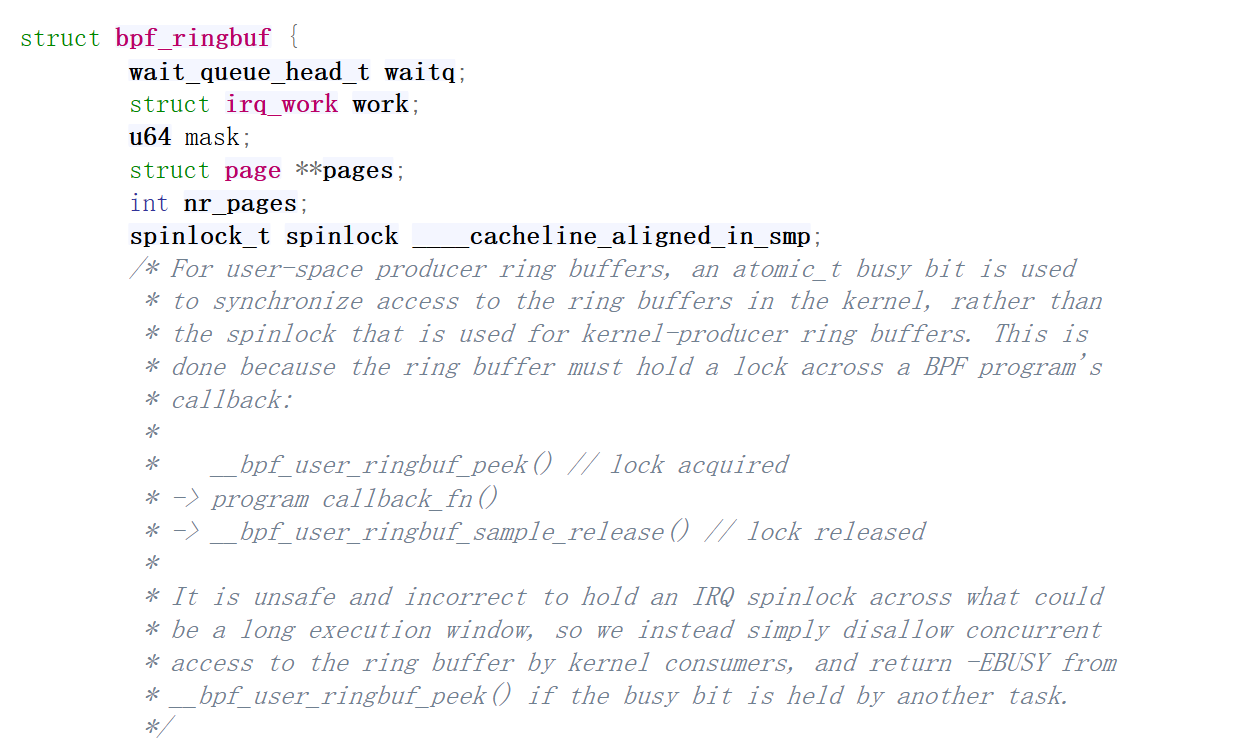 struct bpf_ringbuf {
wait_queue_head_t waitq;
struct irq_work work;
u64 mask;
struct page **pages;
int nr_pages;
spinlock_t spinlock ____cacheline_aligned_in_smp;
/* For user-space producer ring buffers, an atomic_t busy bit is used
* to synchronize access to the ring buffers in the kernel, rather than
* the spinlock that is used for kernel-producer ring buffers. This is
* done because the ring buffer must hold a lock across a BPF program's
* callback:
*
* __bpf_user_ringbuf_peek() // lock acquired
* -> program callback_fn()
* -> __bpf_user_ringbuf_sample_release() // lock released
*
* It is unsafe and incorrect to hold an IRQ spinlock across what could
* be a long execution window, so we instead simply disallow concurrent
* access to the ring buffer by kernel consumers, and return -EBUSY from
* __bpf_user_ringbuf_peek() if the busy bit is held by another task.
*/